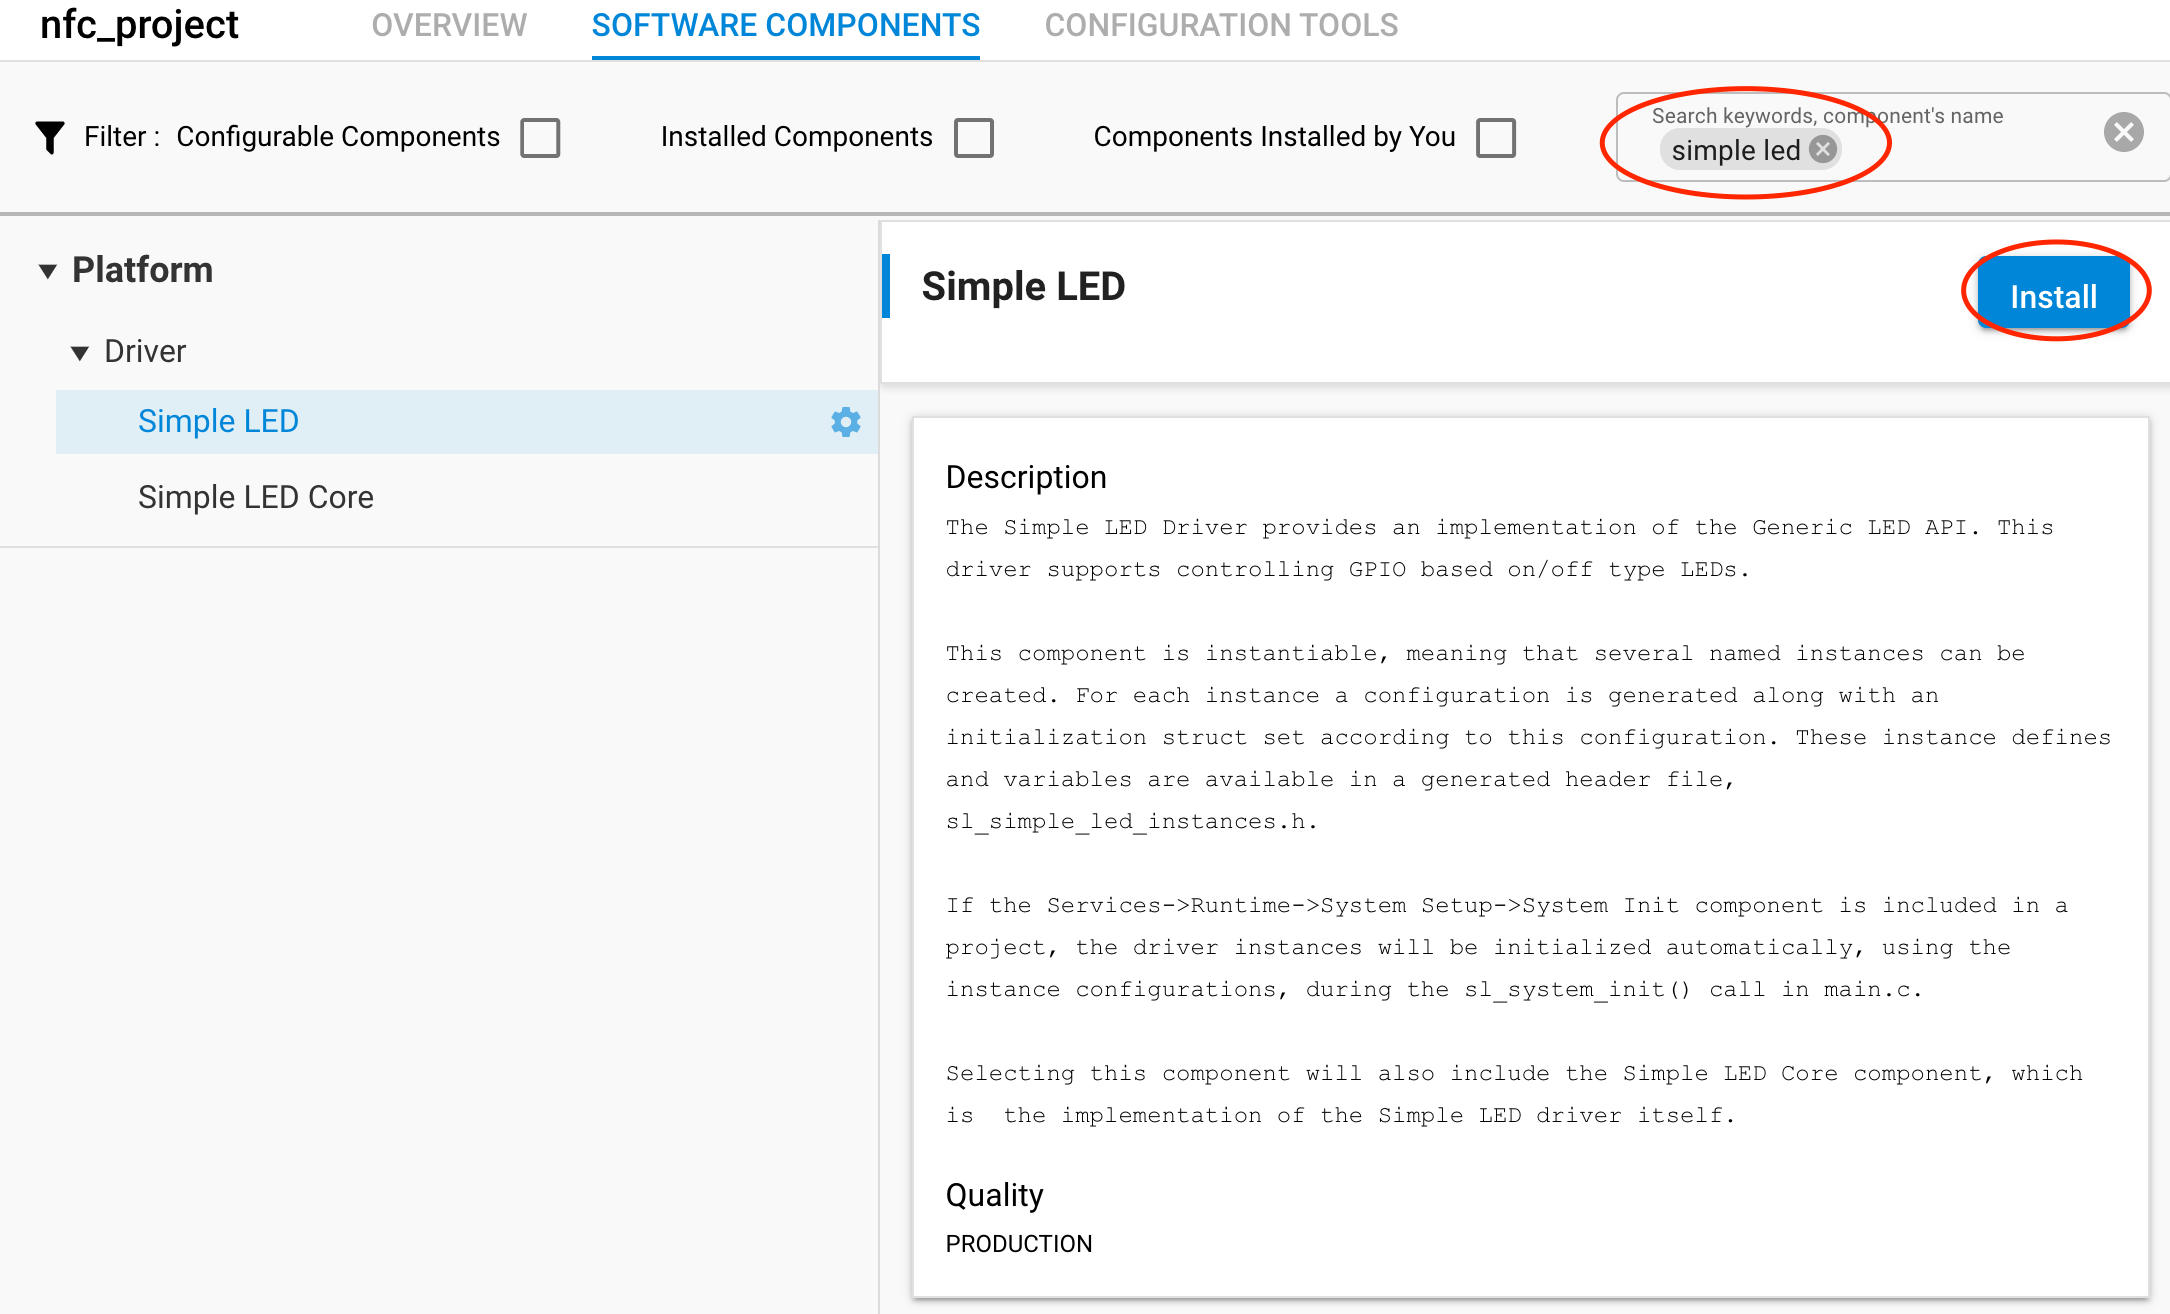 nfc_project
OVERVIEW
SOFTWARE COMPONENTS
CONFIGURATION TOOLS
Filter :
Configurable Components
Installed Components
Components Installed by You
Search keywords, component's name
simple led
Platform
Driver
Simple LED
Simple LED Core
Simple LED
Install
Description
The Simple LED Driver provides an implementation of the Generic LED API. This
driver supports controlling GPIO based on/off type LEDs.
This component is instantiable, meaning that several named instances can be
created. For each instance a configuration is generated along with an
initialization struct set according to this configuration. These instance defines
and variables are available in a generated header file,
sl_simple_led_instances.h.
If the Services->Runtime->System Setup->System Init component is included in a
project, the driver instances will be initialized automatically, using the
instance configurations, during the sl_system_init() call in main.c.
Selecting this component will also include the Simple LED Core component, which
is  the implementation of the Simple LED driver itself.
Quality
PRODUCTION